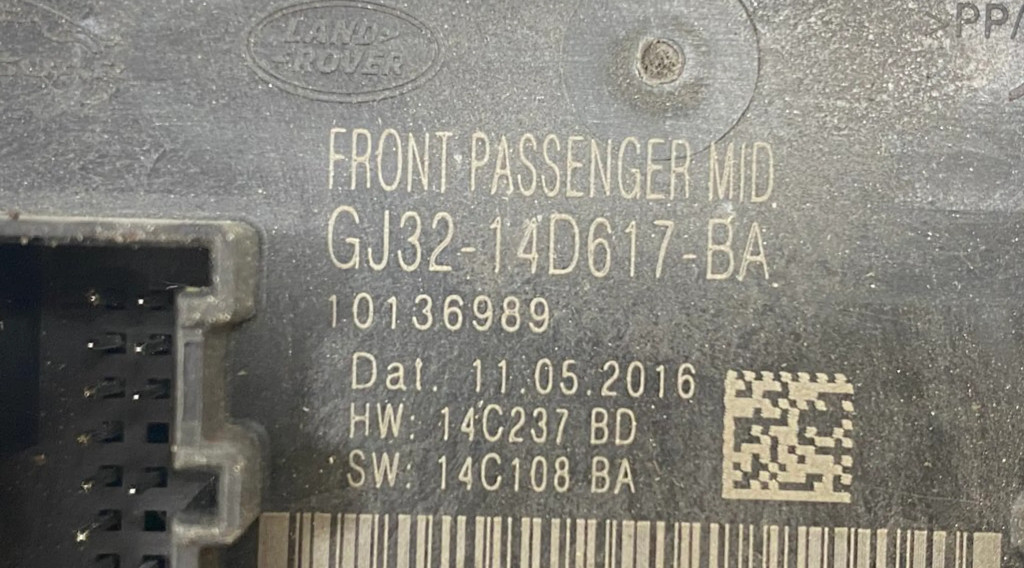 LAND-
-ROVER
PP/
FRONT PASSENGER MID.
GJ32-14D617-BA
10136989
Dat. 11.05.2016
HW: 14C237 BD
SW: 14C108 BA